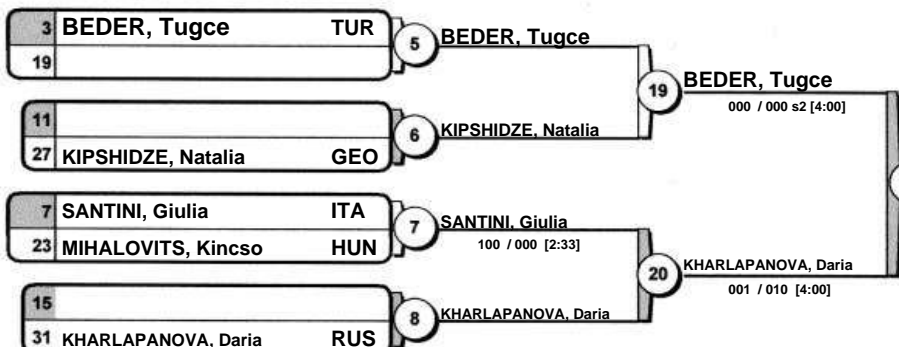 3 BEDER, Tugce TUR
19
5 BEDER, Tugce
19 BEDER, Tugce
000 / 000 s2 [4:00]
11
27 KIPSHIDZE, Natalia GEO
6 KIPSHIDZE, Natalia
7 SANTINI, Giulia ITA
23 MIHALOVITS, Kincso HUN
7 SANTINI, Giulia
100 / 000 [2:33]
20 KHARLAPANOVA, Daria
001 / 010 [4:00]
15
31 KHARLAPANOVA, Daria RUS
8 KHARLAPANOVA, Daria